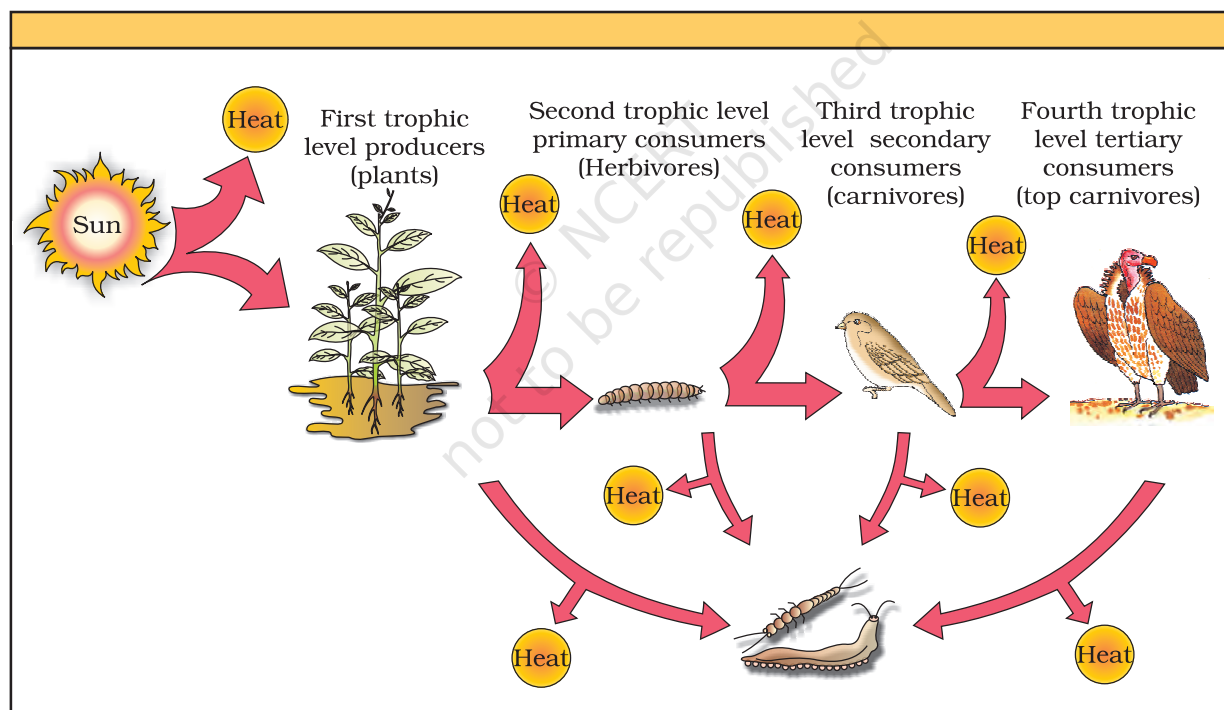 Heat
Sun
First trophic
level producers
(plants)
Second trophic level
primary consumers
(Herbivores)
Third trophic
level secondary
consumers
(carnivores)
Fourth trophic
level tertiary
consumers
(top carnivores)
Heat
Heat
Heat
Heat
Heat
Heat
Heat
© NCERT
not to be republished